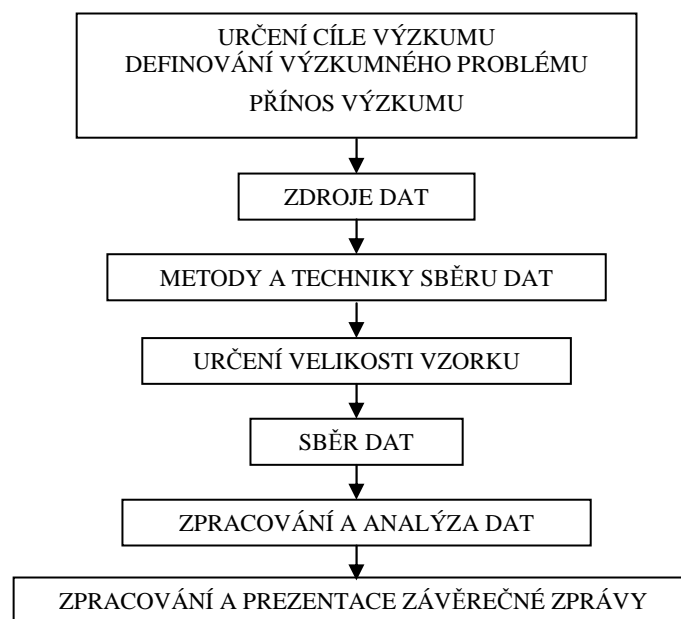 URČENÍ CÍLE VÝZKUMU
DEFINOVÁNÍ VÝZKUMNÉHO PROBLÉMU
PŘÍNOS VÝZKUMU
ZDROJE DAT
METODY A TECHNIKY SBĚRU DAT
URČENÍ VELIKOSTI VZORKU
SBĚR DAT
ZPRACOVÁNÍ A ANALÝZA DAT
ZPRACOVÁNÍ A PREZENTACE ZÁVĚREČNÉ ZPRÁVY